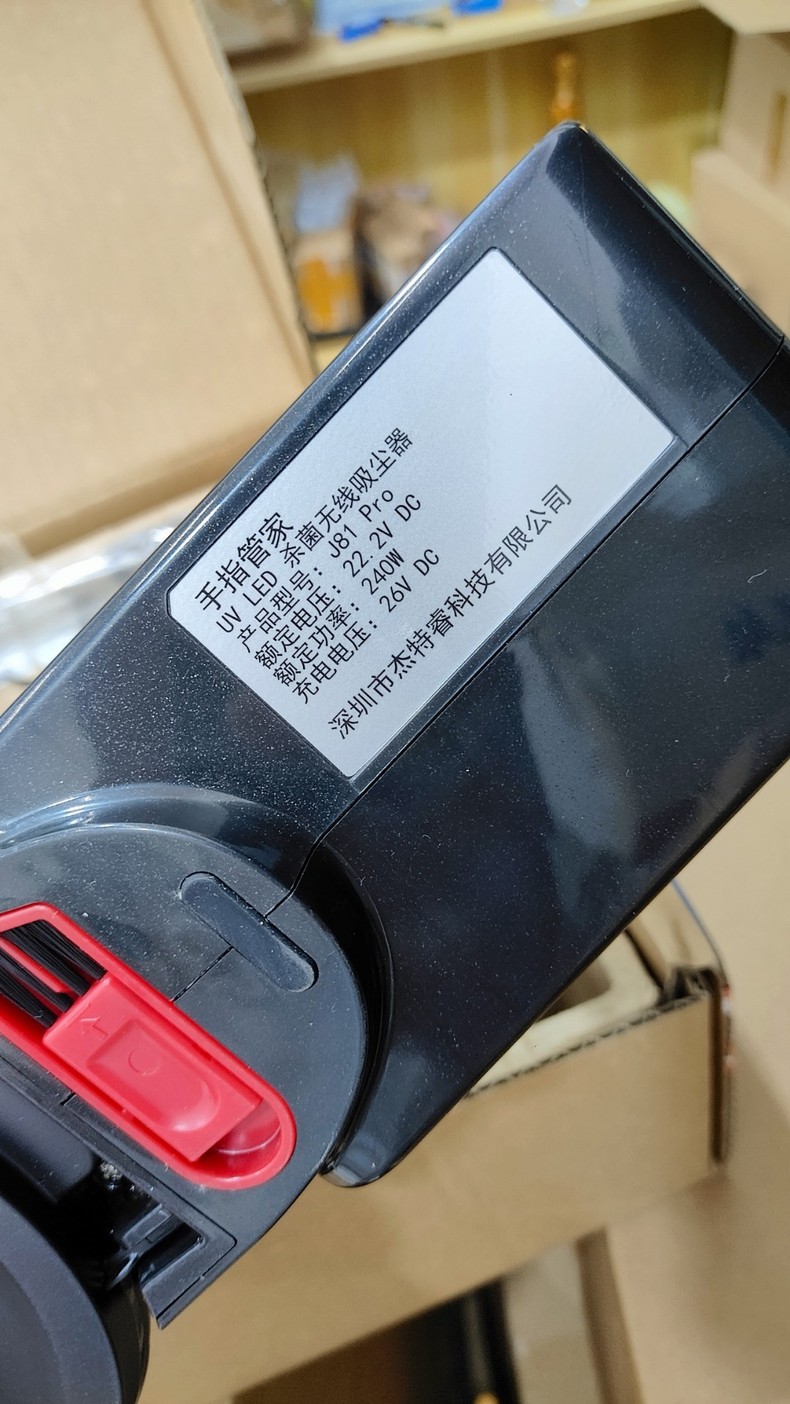 手指管家
UV LED 杀菌无线吸尘器
产品型号: J81 Pro
额定电压: 22.2V DC
额定功率: 240W
充电电压: 26V DC
深圳市杰特睿科技有限公司